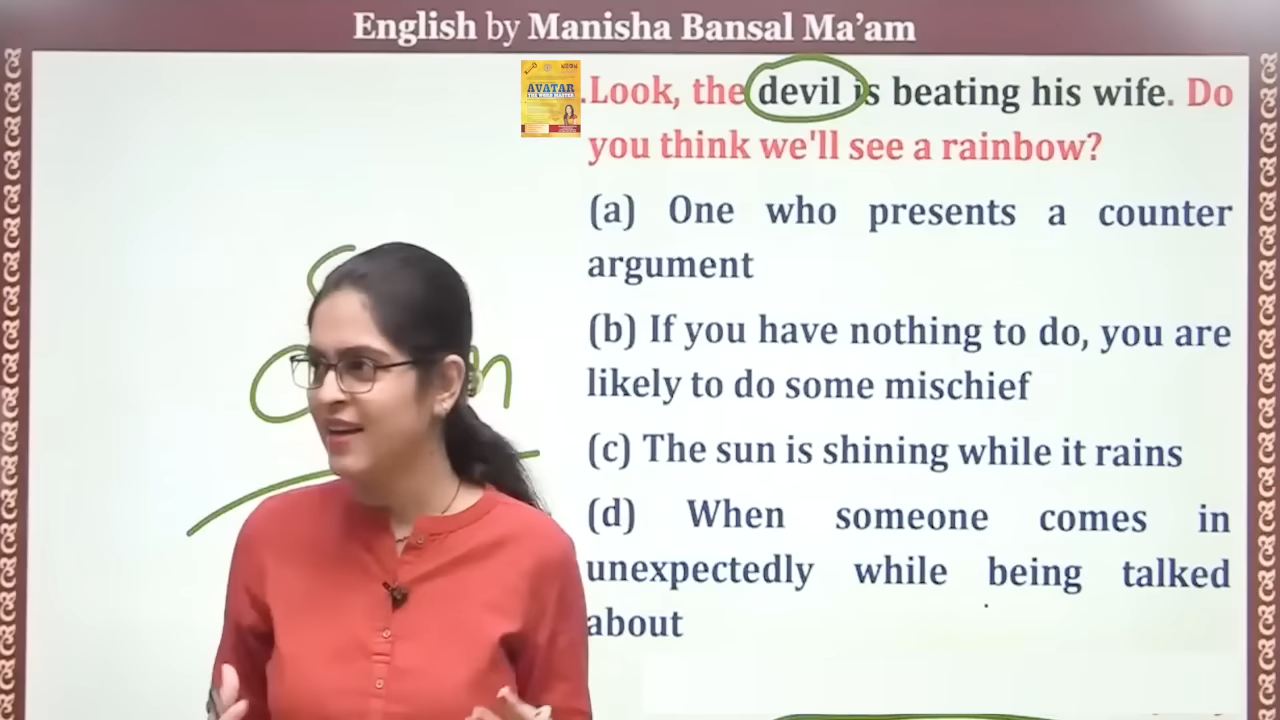 English by Manisha Bansal Ma’am
AVATAR
.Look, the devil is beating his wife. Do
you think we'll see a rainbow?
(a) One who presents a counter
argument
(b) If you have nothing to do, you are
likely to do some mischief
(c) The sun is shining while it rains
(d) When someone comes in
unexpectedly while being talked
about